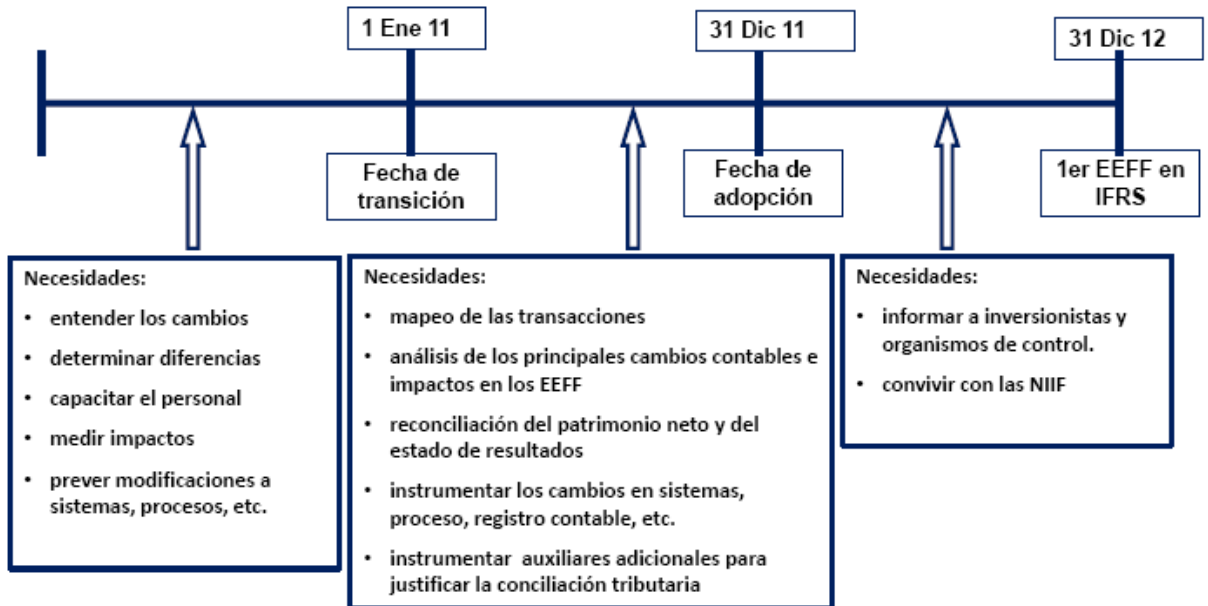 1 Ene 11
31 Dic 11
31 Dic 12
Fecha de
transición
Fecha de
adopción
1er EEFF en
IFRS
Necesidades:
• entender los cambios
• determinar diferencias
• capacitar el personal
• medir impactos
• prever modificaciones a
sistemas, procesos, etc.
Necesidades:
• mapeo de las transacciones
• análisis de los principales cambios contables e
impactos en los EEFF
• reconciliación del patrimonio neto y del
estado de resultados
• instrumentar los cambios en sistemas,
proceso, registro contable, etc.
• instrumentar auxiliares adicionales para
justificar la conciliación tributaria
Necesidades:
• informar a inversionistas y
organismos de control.
• convivir con las NIIF